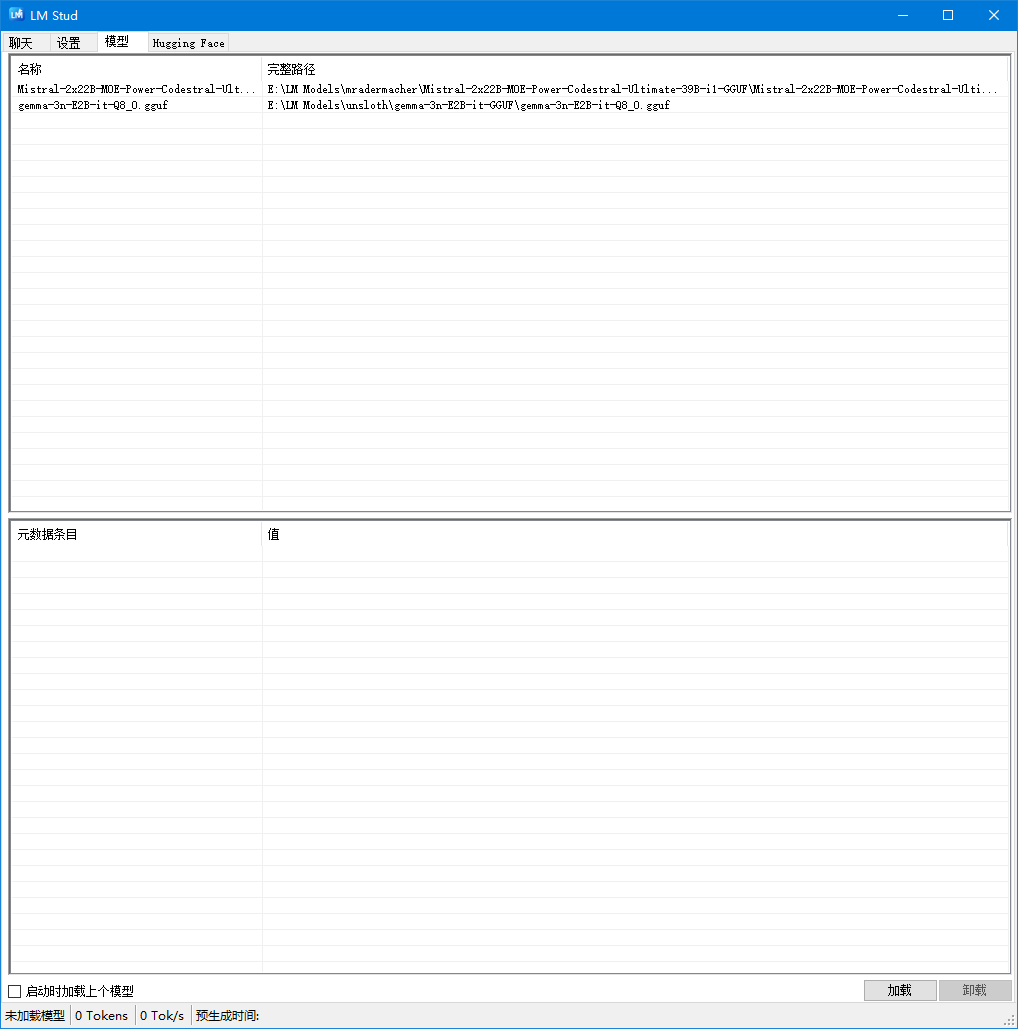 LM Stud
聊天 设置 模型 Hugging Face
名称 完整路径
Mistral-2x22B-MOE-Power-Codestral-Ult... E:\LM Models\mradermacher\Mistral-2x22B-MOE-Power-Codestral-Ultimate-39B-i1-GGUF\Mistral-2x22B-MOE-Power-Codestral-Ulti...
gemma-3n-E2B-it-Q8_0.gguf E:\LM Models\unsloth\gemma-3n-E2B-it-GGUF\gemma-3n-E2B-it-Q8_0.gguf
元数据条目 值
启动时加载上个模型 加载 卸载
未加载模型 0 Tokens 0 Tok/s 预生成时间: